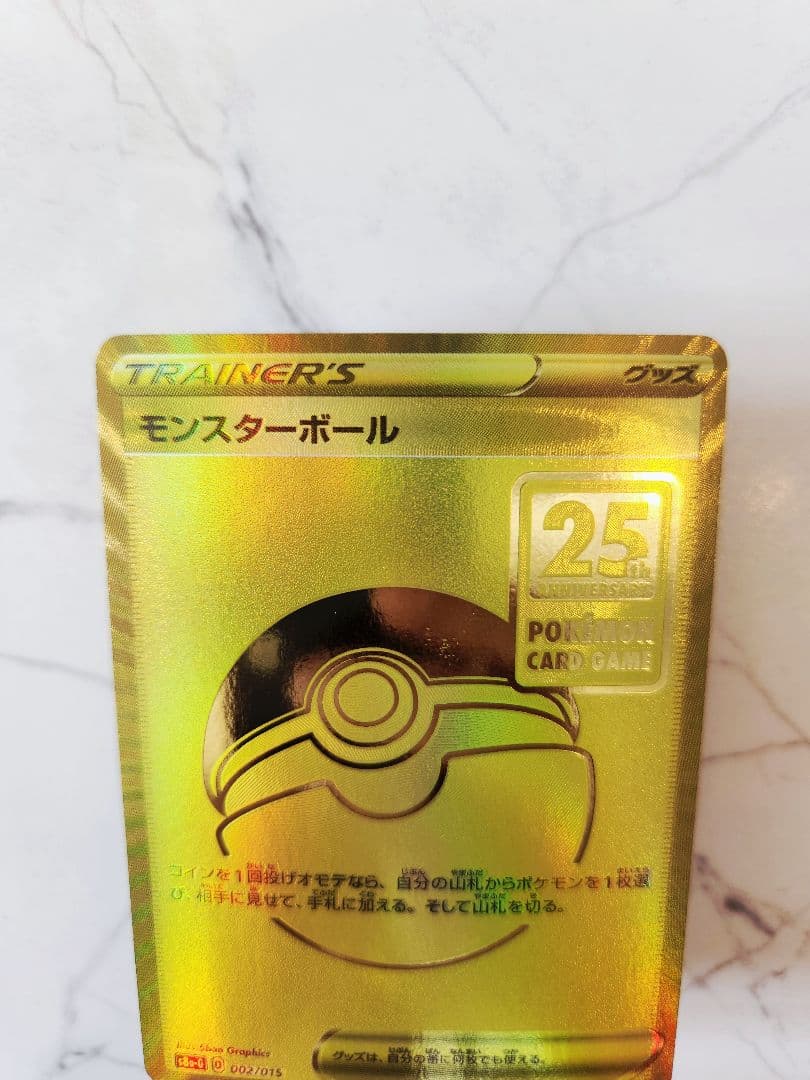 TRAINER'S
グッズ
モンスターボール
25th
ANNIVERSARY
POKÉMON
CARD GAME
コインを1回投げオモテなら、自分の山札からポケモンを1枚選
び、相手に見せて、手札に加える。そして山札を切る。
Illus. 5ban Graphics
s8a-G D 002/015
グッズは、自分の番に何枚でも使える。